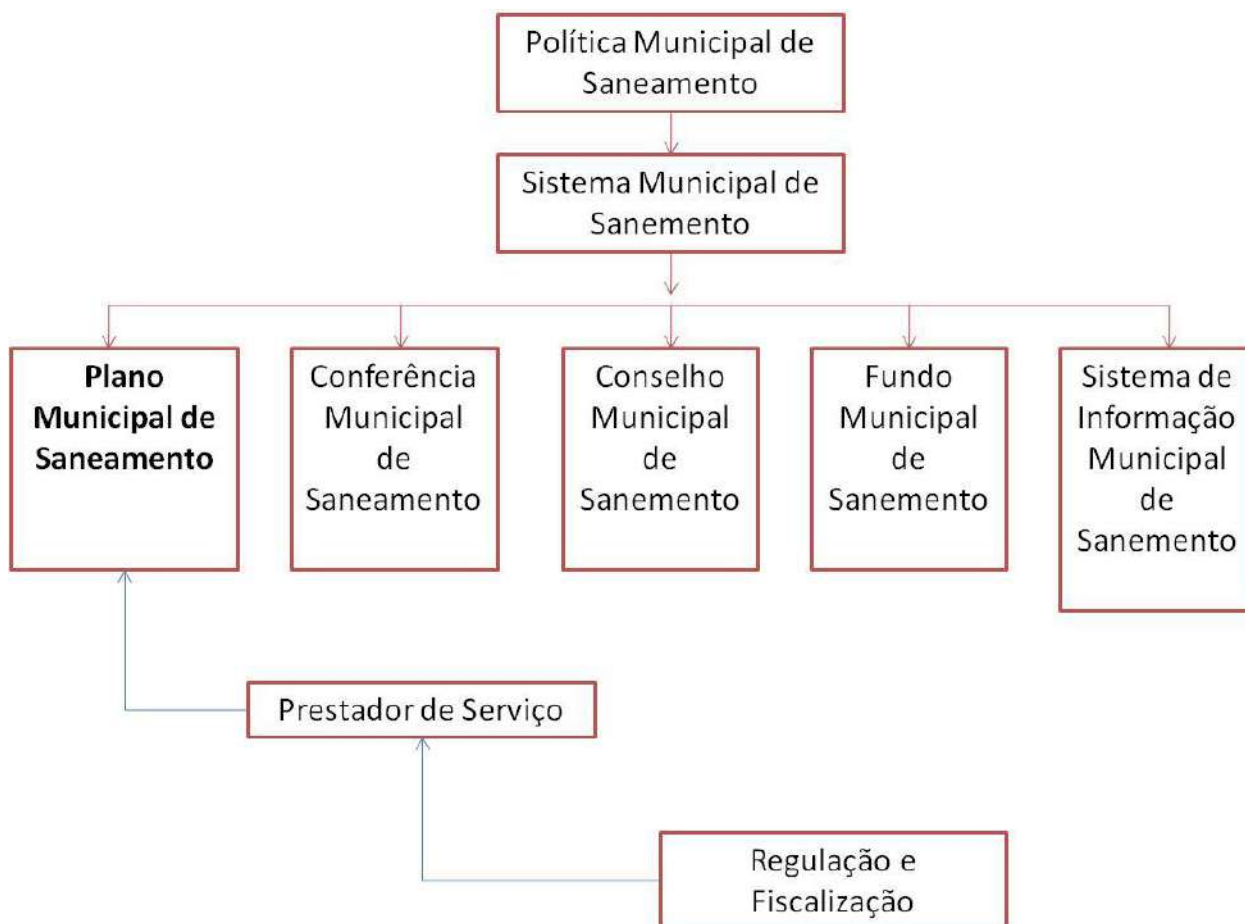 Política Municipal de
Saneamento
Sistema Municipal de
Sanemento
Plano
Municipal de
Saneamento
Conferência
Municipal
de
Saneamento
Conselho
Municipal
de
Sanemento
Fundo
Municipal
de
Sanemento
Sistema de
Informação
Municipal
de
Sanemento
Prestador de Serviço
Regulação e
Fiscalização